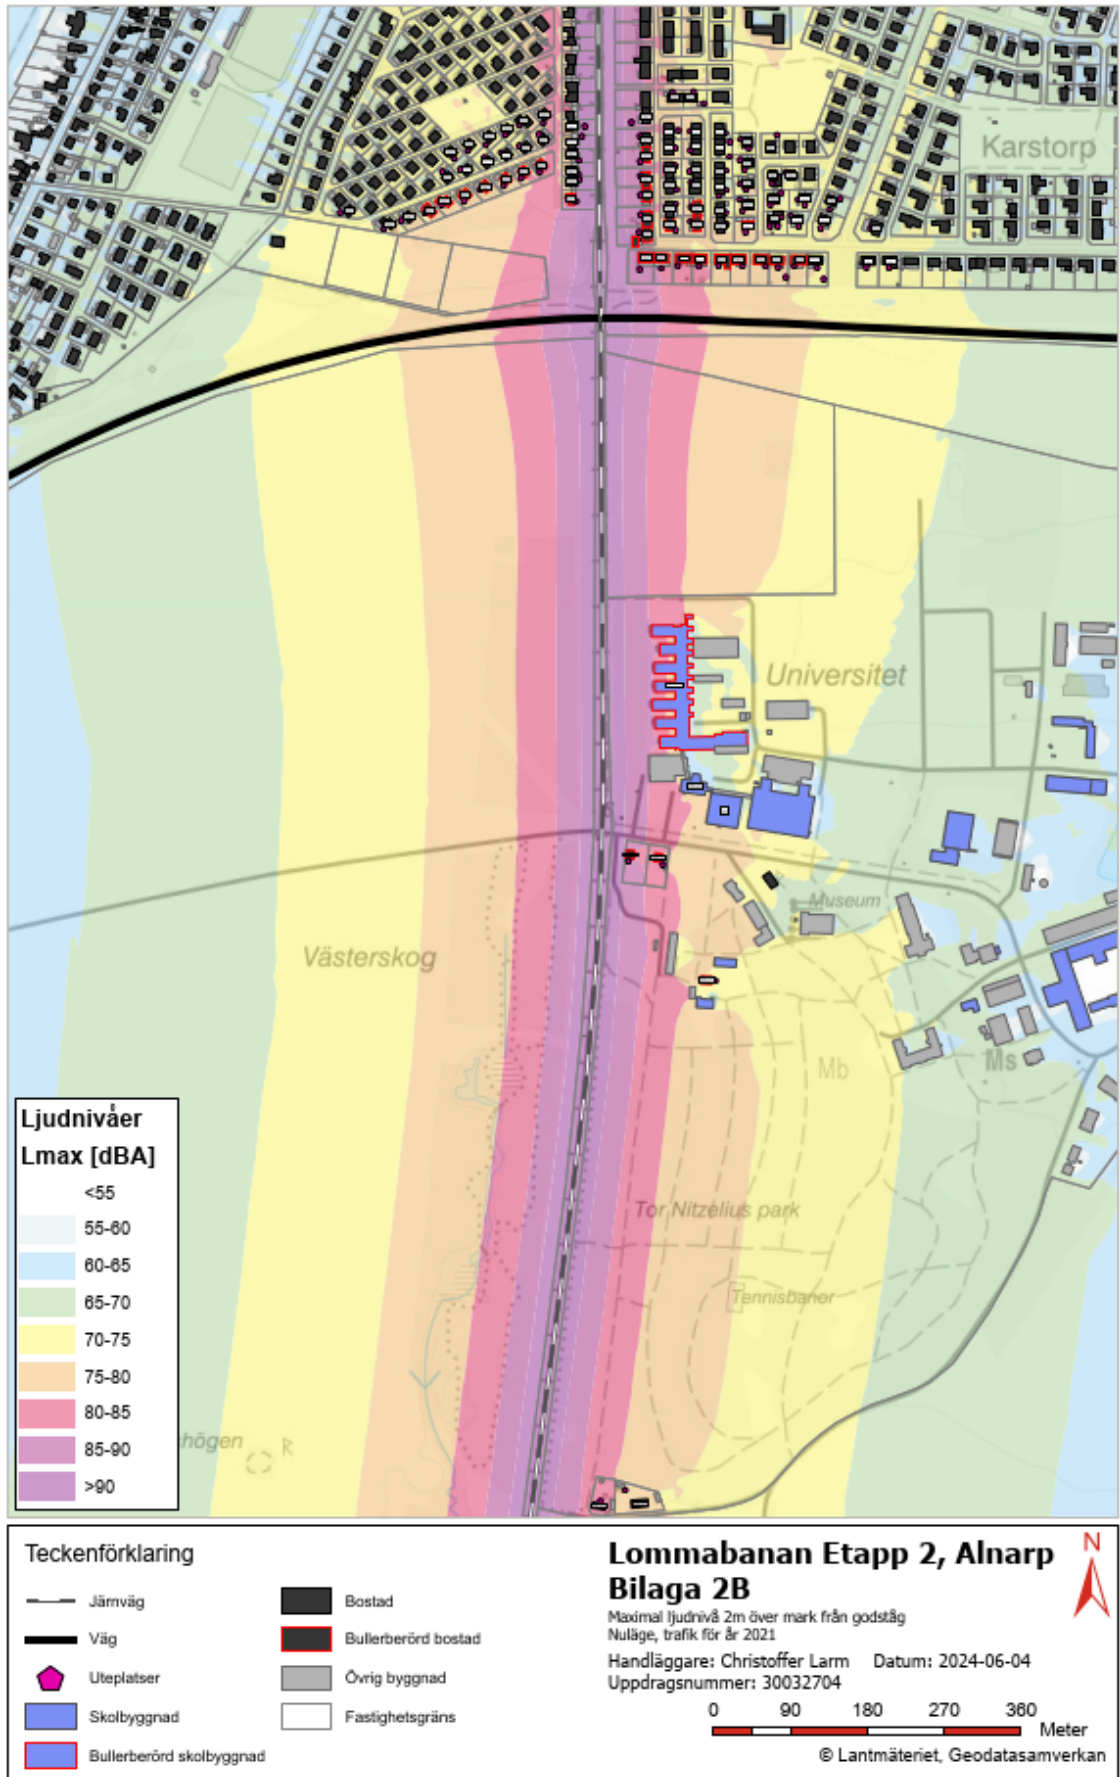 Karstorp
Universitet
Museum
Västerskog
Mb
Ms
Tor Nitzelius park
Tennisbanor
högen
R
Ljudnivåer
Lmax [dBA]
<55
55-60
60-65
65-70
70-75
75-80
80-85
85-90
>90
Teckenförklaring
Järnväg
Väg
Uteplatser
Skolbyggnad
Bullerberörd skolbyggnad
Bostad
Bullerberörd bostad
Övrig byggnad
Fastighetsgräns
Lommabanan Etapp 2, Alnarp
Bilaga 2B
Maximal ljudnivå 2m över mark från godståg
Nuläge, trafik för år 2021
Handläggare: Christoffer Larm Datum: 2024-06-04
Uppdragsnummer: 30032704
N
0 90 180 270 360
Meter
© Lantmäteriet, Geodatasamverkan